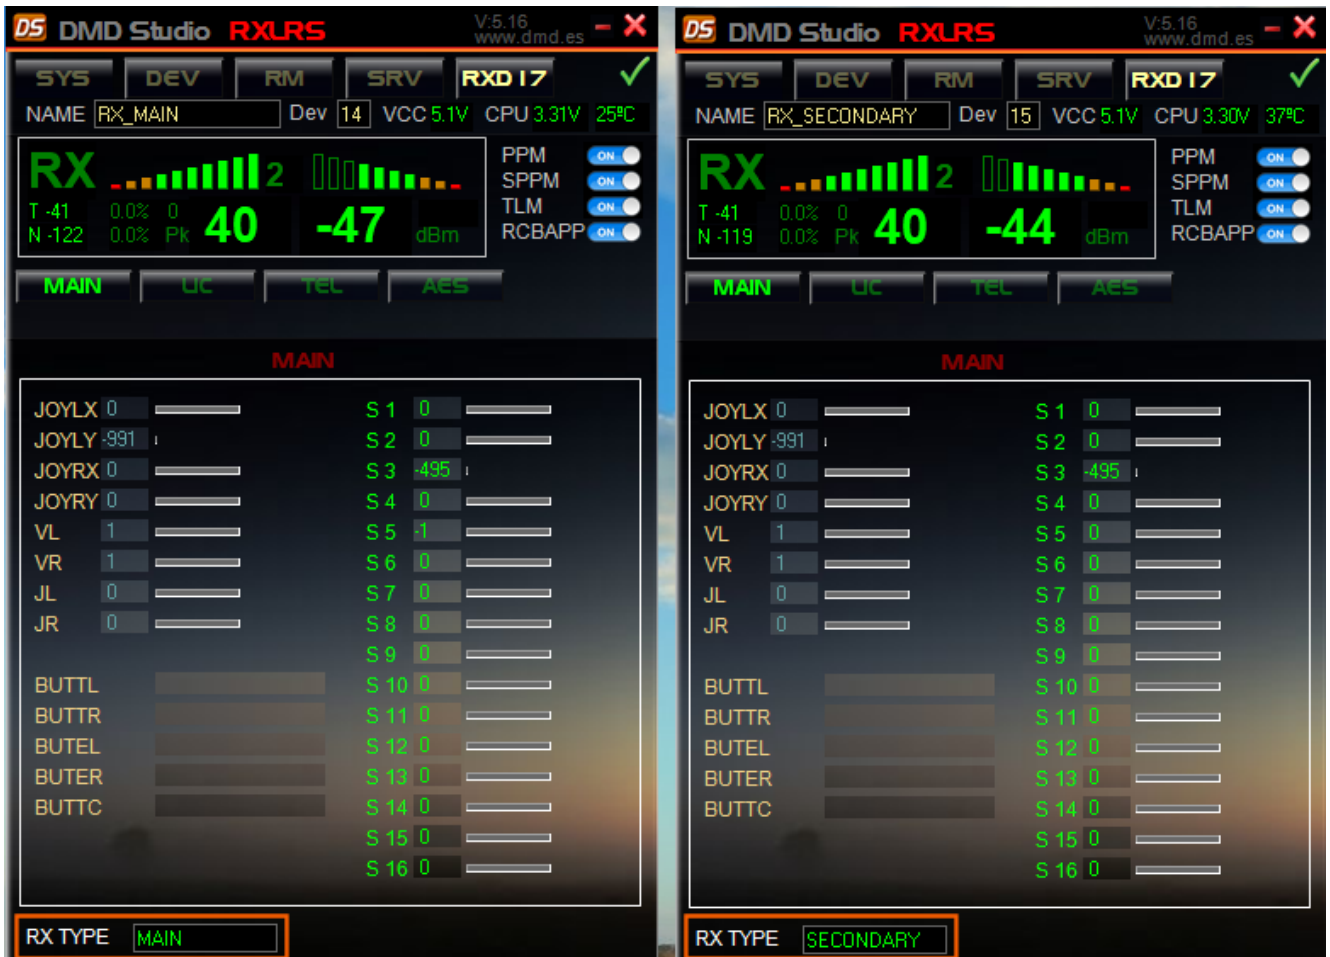 DS DMD Studio RXLRS V:5.16
www.dmd.es
SYS DEV RM SRV RXD17
NAME RX_MAIN Dev 14 VCC 5.1V CPU 3.31V 25ºC
RX 2
T -41 0.0% 0
N -122 0.0% Pk 40 -47 dBm
PPM ON
SPPM ON
TLM ON
RCBAPP ON
MAIN LIC TEL AES
MAIN
JOYLX 0 S 1 0
JOYLY -991 S 2 0
JOYRX 0 S 3 -495
JOYRY 0 S 4 0
VL 1 S 5 -1
VR 1 S 6 0
JL 0 S 7 0
JR 0 S 8 0
S 9 0
BUTTL S 10 0
BUTTR S 11 0
BUTEL S 12 0
BUTER S 13 0
BUTTC S 14 0
S 15 0
S 16 0
RX TYPE MAIN
DS DMD Studio RXLRS V:5.16
www.dmd.es
SYS DEV RM SRV RXD17
NAME RX_SECONDARY Dev 15 VCC 5.1V CPU 3.30V 37ºC
RX 2
T -41 0.0% 0
N -119 0.0% Pk 40 -44 dBm
PPM ON
SPPM ON
TLM ON
RCBAPP ON
MAIN LIC TEL AES
MAIN
JOYLX 0 S 1 0
JOYLY -991 S 2 0
JOYRX 0 S 3 -495
JOYRY 0 S 4 0
VL 1 S 5 0
VR 1 S 6 0
JL 0 S 7 0
JR 0 S 8 0
S 9 0
BUTTL S 10 0
BUTTR S 11 0
BUTEL S 12 0
BUTER S 13 0
BUTTC S 14 0
S 15 0
S 16 0
RX TYPE SECONDARY